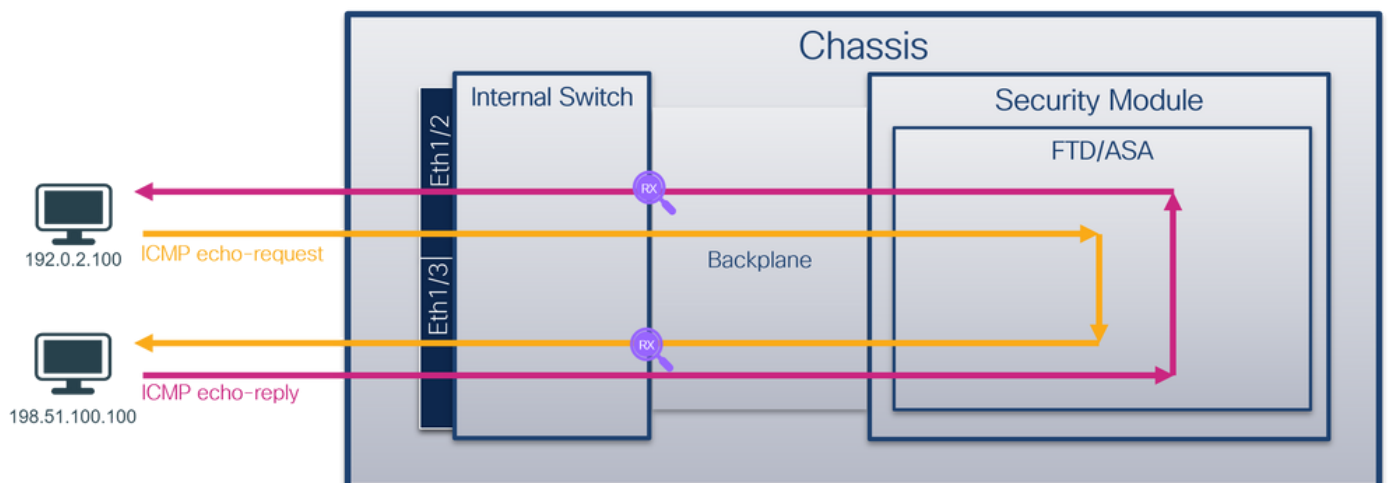 Chassis
Internal Switch
Security Module
FTD/ASA
Eth1/2
RX
192.0.2.100
ICMP echo-request
Backplane
Eth1/3
RX
ICMP echo-reply
198.51.100.100